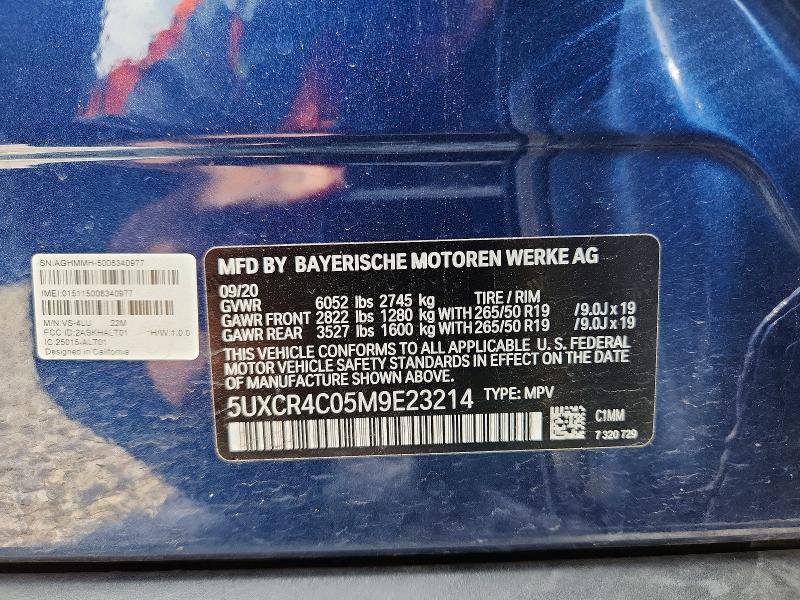 SN:AGHMMH-5008340977
IMEI:015115008340977
M/N:VS-4LU 22M
FCC ID:2ASKHALT01 H/W:1.0.0
IC:25015-ALT01
Designed in California
MFD BY BAYERISCHE MOTOREN WERKE AG
09/20
GVWR 6052 lbs 2745 kg TIRE / RIM
GAWR FRONT 2822 lbs 1280 kg WITH 265/50 R19 / 9.0J x 19
GAWR REAR 3527 lbs 1600 kg WITH 265/50 R19 / 9.0J x 19
THIS VEHICLE CONFORMS TO ALL APPLICABLE U. S. FEDERAL
MOTOR VEHICLE SAFETY STANDARDS IN EFFECT ON THE
DATE OF MANUFACTURE SHOWN ABOVE.
5UXCR4C05M9E23214 TYPE: MPV
C1MM
7 320 729